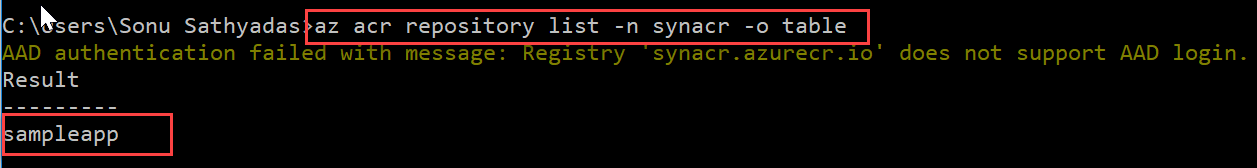 C:\Users\Sonu Sathyadas>az acr repository list -n synacr -o table
AAD authentication failed with message: Registry 'synacr.azurecr.io' does not support AAD login.
Result
---------
sampleapp